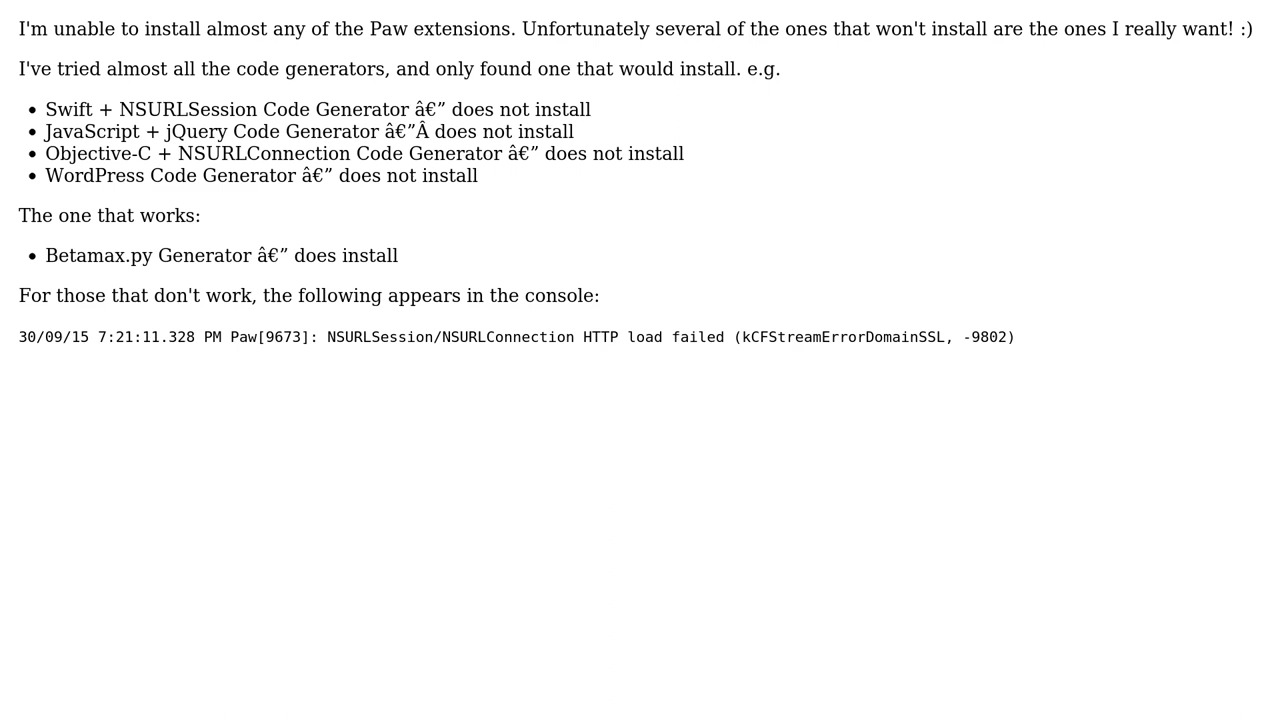 I'm unable to install almost any of the Paw extensions. Unfortunately several of the ones that won't install are the ones I really want! :)
I've tried almost all the code generators, and only found one that would install. e.g.
• Swift + NSURLSession Code Generator â€” does not install
• JavaScript + jQuery Code Generator â€”Â does not install
• Objective-C + NSURLConnection Code Generator â€” does not install
• WordPress Code Generator â€” does not install
The one that works:
• Betamax.py Generator â€” does install
For those that don't work, the following appears in the console:
30/09/15 7:21:11.328 PM Paw[9673]: NSURLSession/NSURLConnection HTTP load failed (kCFStreamErrorDomainSSL, -9802)